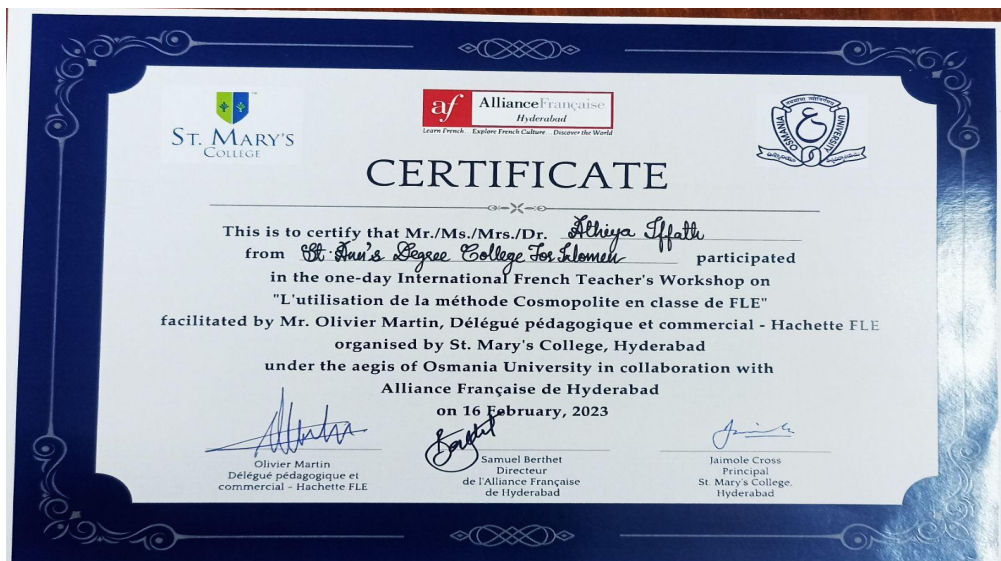 ST. MARY'S
COLLEGE
af AllianceFrançaise
Hyderabad
Learn French Explore French Culture Discover the World
OSMANIA UNIVERSITY
CERTIFICATE
This is to certify that Mr./Ms./Mrs./Dr. Athiya Iffath
from St. Ann's Degree College For Women participated
in the one-day International French Teacher's Workshop on
"L'utilisation de la méthode Cosmopolite en classe de FLE"
facilitated by Mr. Olivier Martin, Délégué pédagogique et commercial - Hachette FLE
organised by St. Mary's College, Hyderabad
under the aegis of Osmania University in collaboration with
Alliance Française de Hyderabad
on 16 February, 2023
Olivier Martin
Délégué pédagogique et
commercial - Hachette FLE
Samuel Berthet
Directeur
de l'Alliance Française
de Hyderabad
Jaimole Cross
Principal
St. Mary's College,
Hyderabad